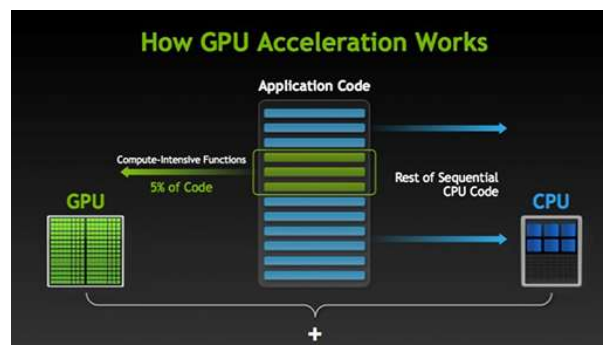 How GPU Acceleration Works
Application Code
Compute-Intensive Functions
5% of Code
GPU
Rest of Sequential
CPU Code
CPU
+